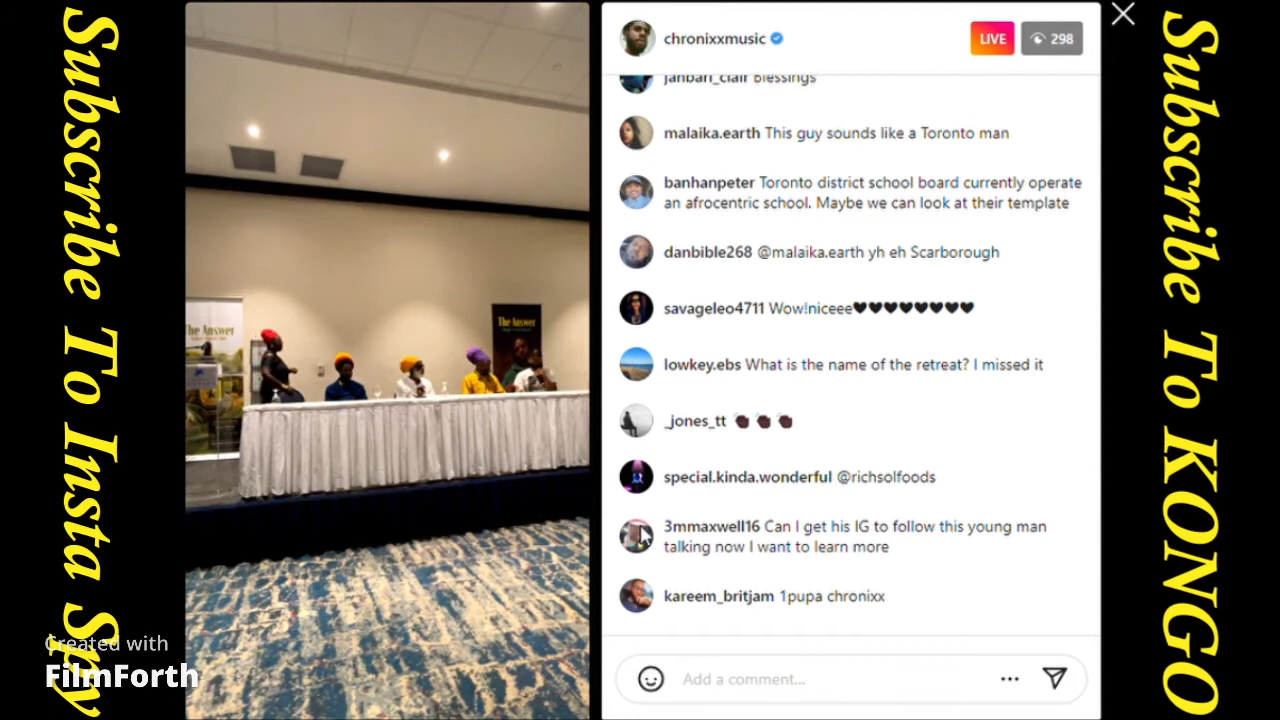 Subscribe To Insta Spy
The Answer
The Answer
chronixxmusic
LIVE
298
janban_clair Blessings
malaika.earth This guy sounds like a Toronto man
banhanpeter Toronto district school board currently operate
an afrocentric school. Maybe we can look at their template
danbible268 @malaika.earth yh eh Scarborough
savageleo4711 Wow!niceee🖤🖤🖤🖤🖤🖤🖤🖤
lowkey.ebs What is the name of the retreat? I missed it
_jones_tt 👏🏿 👏🏿 👏🏿
special.kinda.wonderful @richsolfoods
3mmaxwell16 Can I get his IG to follow this young man
talking now I want to learn more
kareem_britjam 1pupa chronixx
Add a comment...
Subscribe To KONGO
Created with
FilmForth